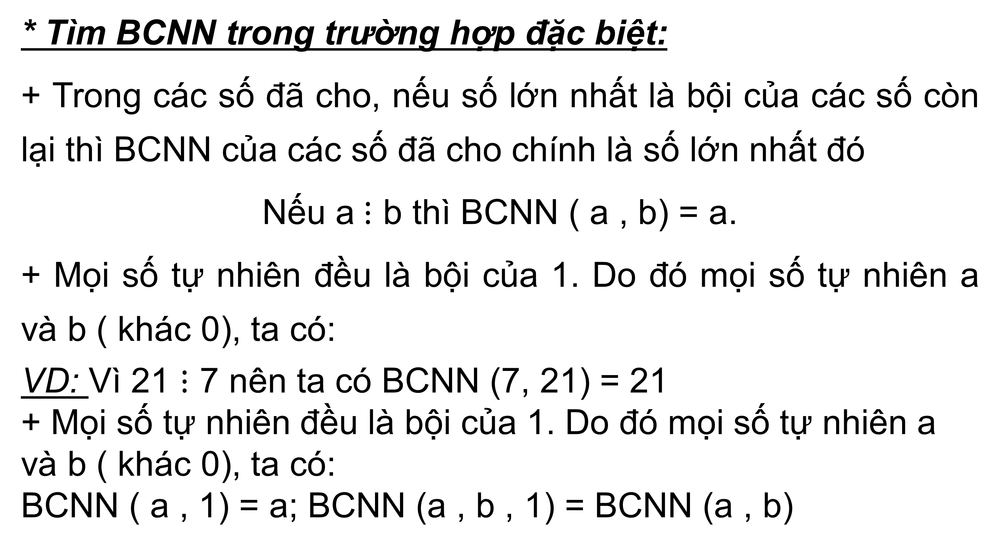 * Tìm BCNN trong trường hợp đặc biệt:
+ Trong các số đã cho, nếu số lớn nhất là bội của các số còn
lại thì BCNN của các số đã cho chính là số lớn nhất đó
Nếu a ⋮ b thì BCNN ( a , b) = a.
+ Mọi số tự nhiên đều là bội của 1. Do đó mọi số tự nhiên a
và b ( khác 0), ta có:
VD: Vì 21 ⋮ 7 nên ta có BCNN (7, 21) = 21
+ Mọi số tự nhiên đều là bội của 1. Do đó mọi số tự nhiên a
và b ( khác 0), ta có:
BCNN ( a , 1) = a; BCNN (a , b , 1) = BCNN (a , b)